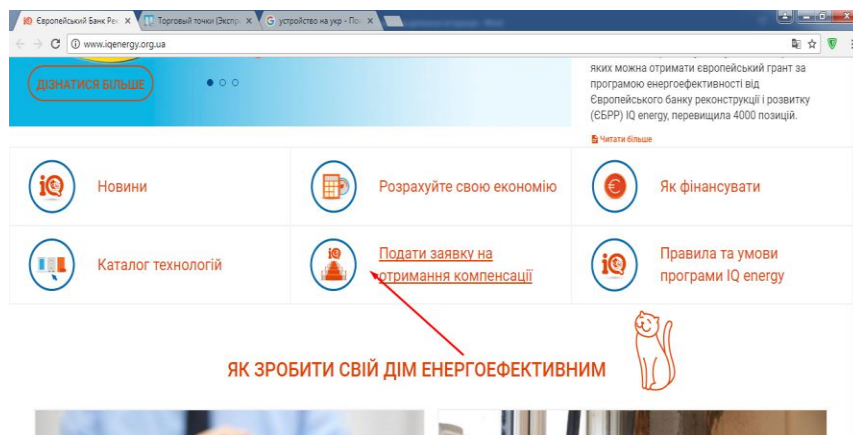 Європейський Банк Рек
Торговый точки (Экспр
устройство на укр - Пои
www.iqenergy.org.ua
ДІЗНАТИСЯ БІЛЬШЕ
яких можна отримати європейський грант за
програмою енергоефективності від
Європейського банку реконструкції і розвитку
(ЄБРР) IQ energy, перевищила 4000 позицій.
Читати більше
Новини
Розрахуйте свою економію
Як фінансувати
Каталог технологій
Подати заявку на
отримання компенсації
Правила та умови
програми IQ energy
ЯК ЗРОБИТИ СВІЙ ДІМ ЕНЕРГОЕФЕКТИВНИМ